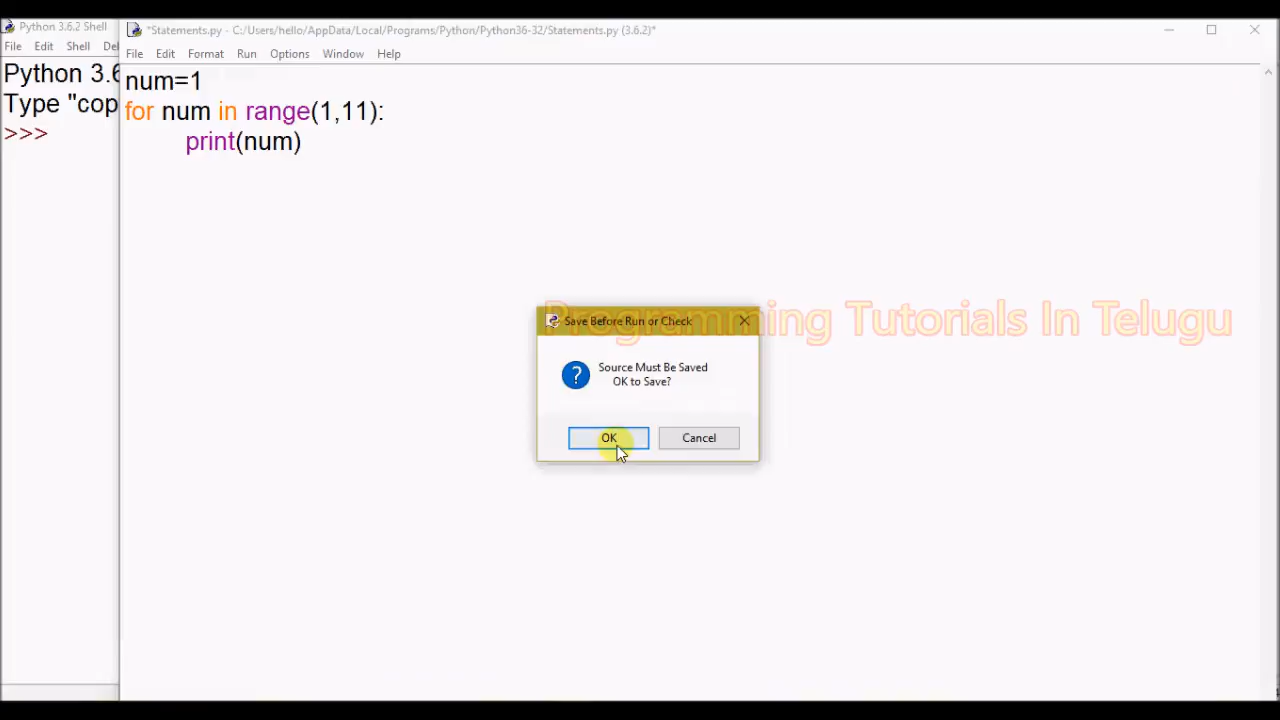 Python 3.6.2 Shell
File Edit Shell De
Python 3.6
Type "cop
>>>
*Statements.py - C:/Users/hello/AppData/Local/Programs/Python/Python36-32/Statements.py (3.6.2)*
File Edit Format Run Options Window Help
num=1
for num in range(1,11):
print(num)
Programming Tutorials In Telugu
Save Before Run or Check
Source Must Be Saved
OK to Save?
OK Cancel